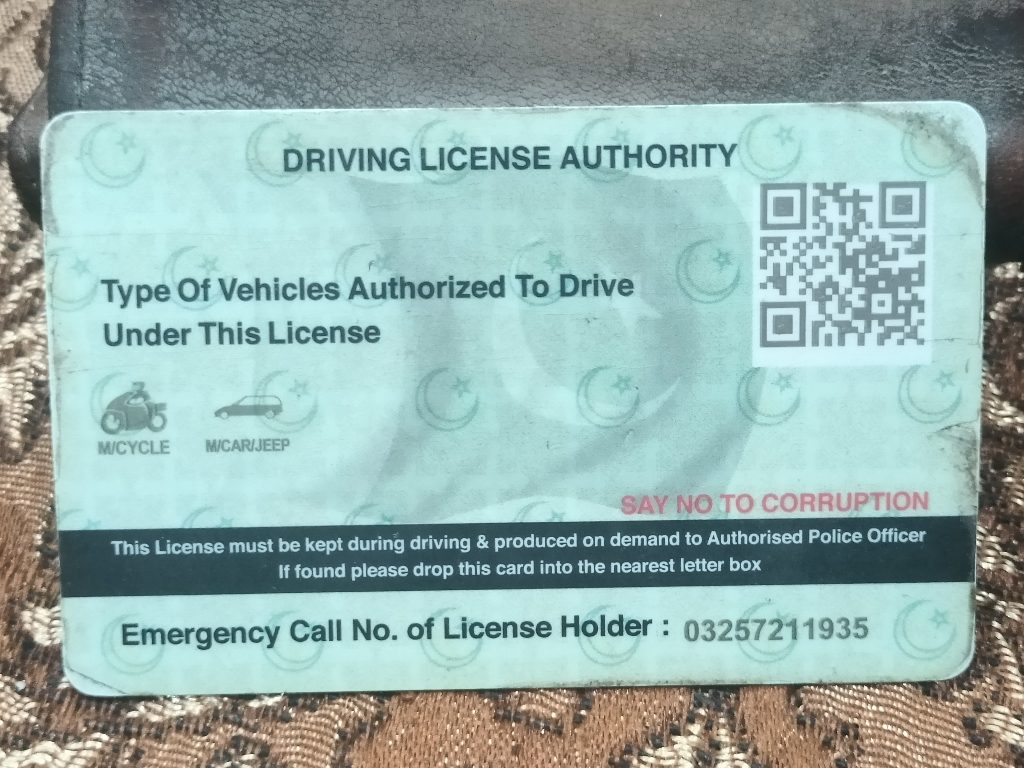 DRIVING LICENSE AUTHORITY
Type Of Vehicles Authorized To Drive
Under This License
M/CYCLE M/CAR/JEEP
SAY NO TO CORRUPTION
This License must be kept during driving & produced on demand to Authorised Police Officer
If found please drop this card into the nearest letter box
Emergency Call No. of License Holder : 03257211935